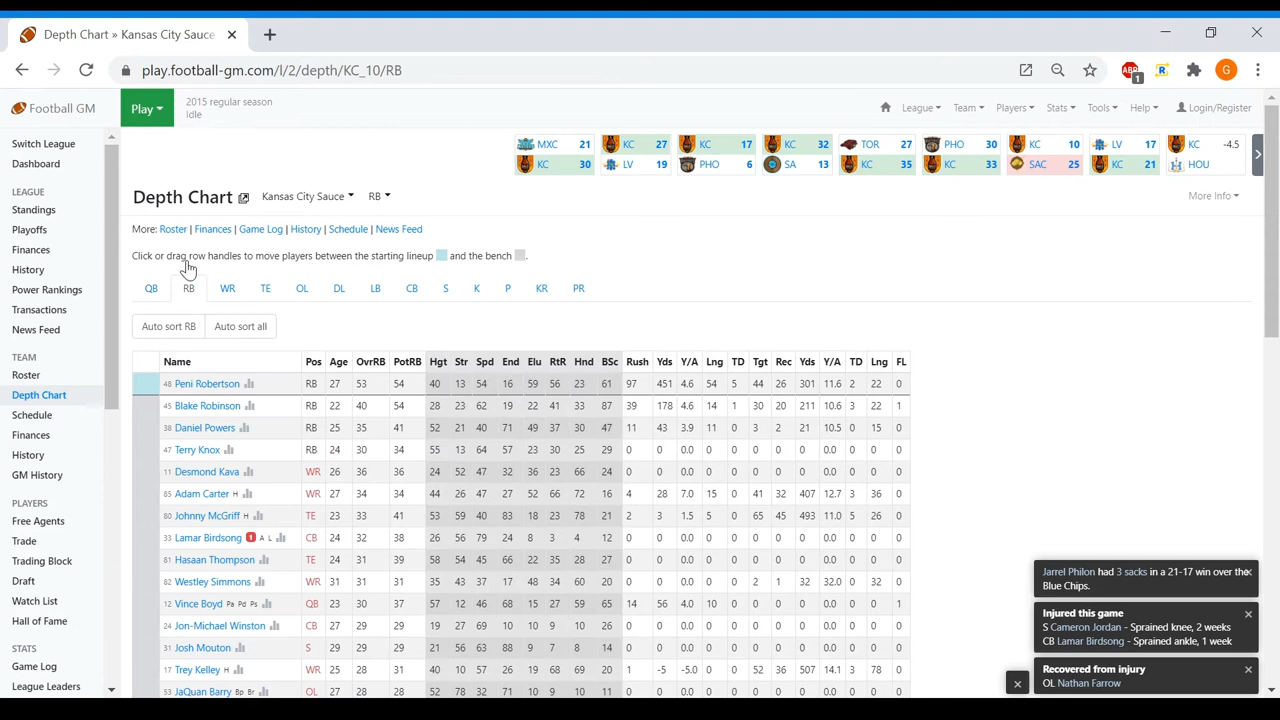 Depth Chart » Kansas City Sauce
play.football-gm.com/l/2/depth/KC_10/RB
ABP 1 R G
Football GM
Play
2015 regular season
Idle
League Team Players Stats Tools Help Login/Register
MXC 21 KC 27 KC 17 KC 32 TOR 27 PHO 30 KC 10 LV 17 KC -4.5
KC 30 LV 19 PHO 6 SA 13 KC 35 KC 33 SAC 25 KC 21 HOU
Switch League
Dashboard
LEAGUE
Standings
Playoffs
Finances
History
Power Rankings
Transactions
News Feed
TEAM
Roster
Depth Chart
Schedule
Finances
History
GM History
PLAYERS
Free Agents
Trade
Trading Block
Draft
Watch List
Hall of Fame
STATS
Game Log
League Leaders
Depth Chart Kansas City Sauce RB
More Info
More: Roster | Finances | Game Log | History | Schedule | News Feed
Click or drag row handles to move players between the starting lineup and the bench .
QB RB WR TE OL DL LB CB S K P KR PR
Auto sort RB Auto sort all
Name Pos Age OvrRB PotRB Hgt Str Spd End Elu RtR Hnd BSc Rush Yds Y/A Lng TD Tgt Rec Yds Y/A TD Lng FL
48 Peni Robertson RB 27 53 54 40 13 54 16 59 56 23 61 97 451 4.6 54 5 44 26 301 11.6 2 22 0
45 Blake Robinson RB 22 40 54 28 23 62 19 22 41 33 87 39 178 4.6 14 1 30 20 211 10.6 3 22 1
38 Daniel Powers RB 25 35 41 52 21 40 71 49 37 30 47 11 43 3.9 11 0 3 2 21 10.5 0 15 0
47 Terry Knox RB 24 30 34 55 13 64 57 23 30 25 29 0 0 0.0 0 0 0 0 0 0.0 0 0 0
11 Desmond Kava WR 26 36 36 24 52 47 32 36 23 66 24 0 0 0.0 0 0 0 0 0 0.0 0 0 0
85 Adam Carter H WR 27 34 34 44 26 47 27 52 66 72 16 4 28 7.0 15 0 41 32 407 12.7 3 36 0
80 Johnny McGriff H TE 23 33 41 53 59 40 83 18 23 78 21 2 3 1.5 5 0 65 45 493 11.0 5 26 0
33 Lamar Birdsong 1 A L CB 24 32 38 26 56 79 24 8 3 4 12 0 0 0.0 0 0 0 0 0 0.0 0 0 0
81 Hasaan Thompson TE 24 31 39 58 54 45 66 22 35 28 27 0 0 0.0 0 0 0 0 0 0.0 0 0 0
82 Westley Simmons WR 31 31 31 33 43 37 17 48 34 60 20 0 0 0.0 0 0 2 1 32 32.0 0 32 0
12 Vince Boyd Pa Pd Ps QB 23 30 37 57 12 46 68 15 27 59 65 14 56 4.0 10 0 0 0 0 0.0 0 0 1
24 Jon-Michael Winston CB 27 29 29 19 27 69 10 10 10 26 0 0 0.0 0 0 0 0 0 0.0 0 0 0
31 Josh Mouton S 29 29 29 21 56 63 88 9 7 8 14 0 0 0.0 0 0 0 0 0 0.0 0 0 0
17 Trey Kelley H WR 25 28 31 40 10 57 26 19 68 69 20 1 -5 -5.0 0 0 52 36 507 14.1 3 78 0
53 JaQuan Barry Bp Br OL 27 28 28 34 78 32 71 10 9 10 11 0 0 0.0 0 0 0 0 0 0.0 0 0 0
Jarrel Philon had 3 sacks in a 21-17 win over the
Blue Chips.
Injured this game
S Cameron Jordan - Sprained knee, 2 weeks
CB Lamar Birdsong - Sprained ankle, 1 week
Recovered from injury
OL Nathan Farrow